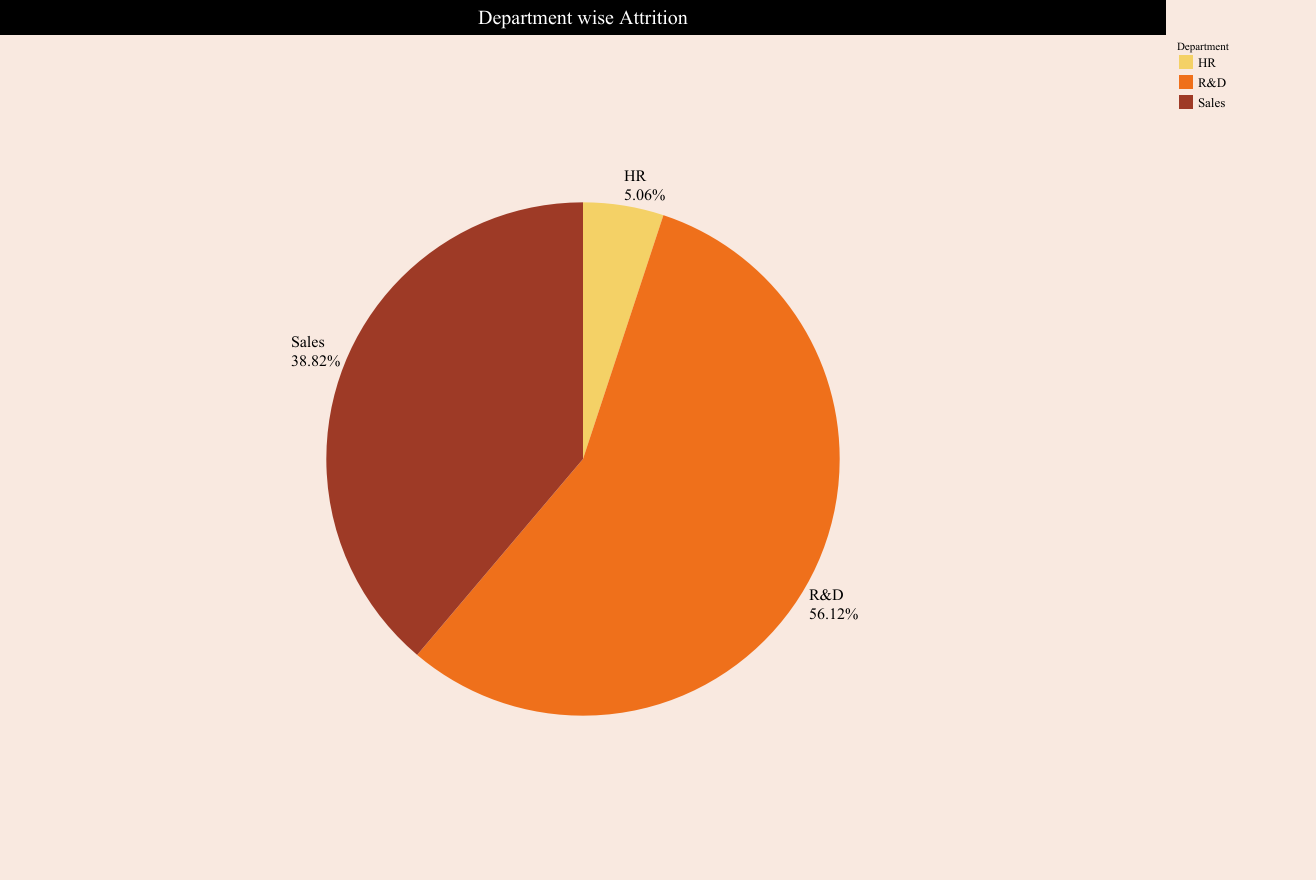 Department wise Attrition
Department
HR
R&D
Sales
HR
5.06%
Sales
38.82%
R&D
56.12%